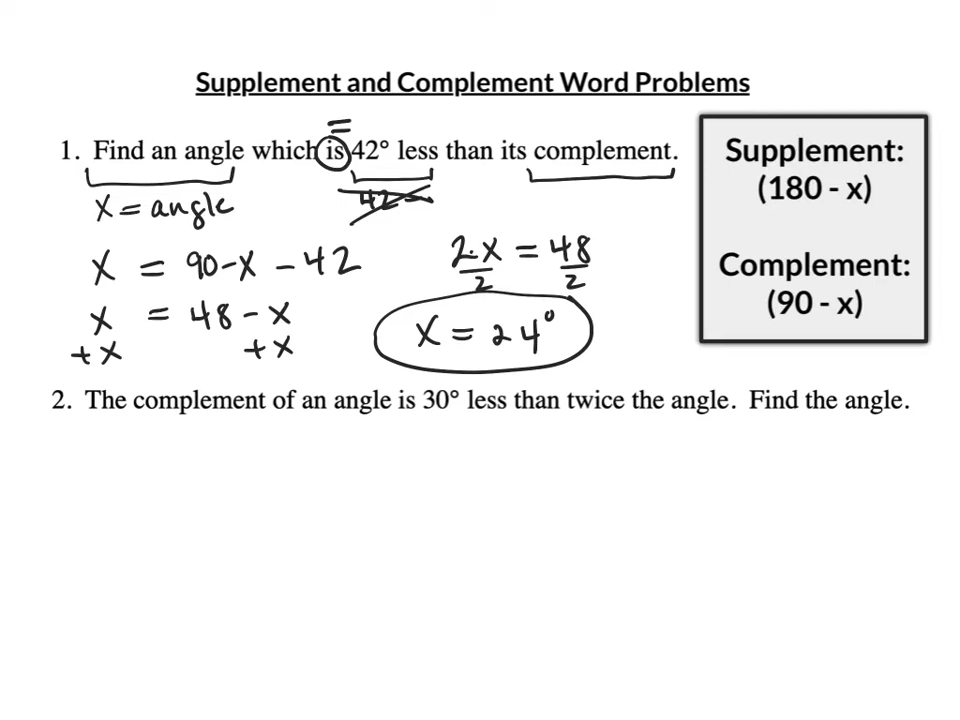 Supplement and Complement Word Problems
=
1. Find an angle which is 42° less than its complement.
x = angle
42 -
x = 90 - x - 42
x = 48 - x
+x +x
2·x = 48
2 2
x = 24°
Supplement:
(180 - x)
Complement:
(90 - x)
2. The complement of an angle is 30° less than twice the angle. Find the angle.